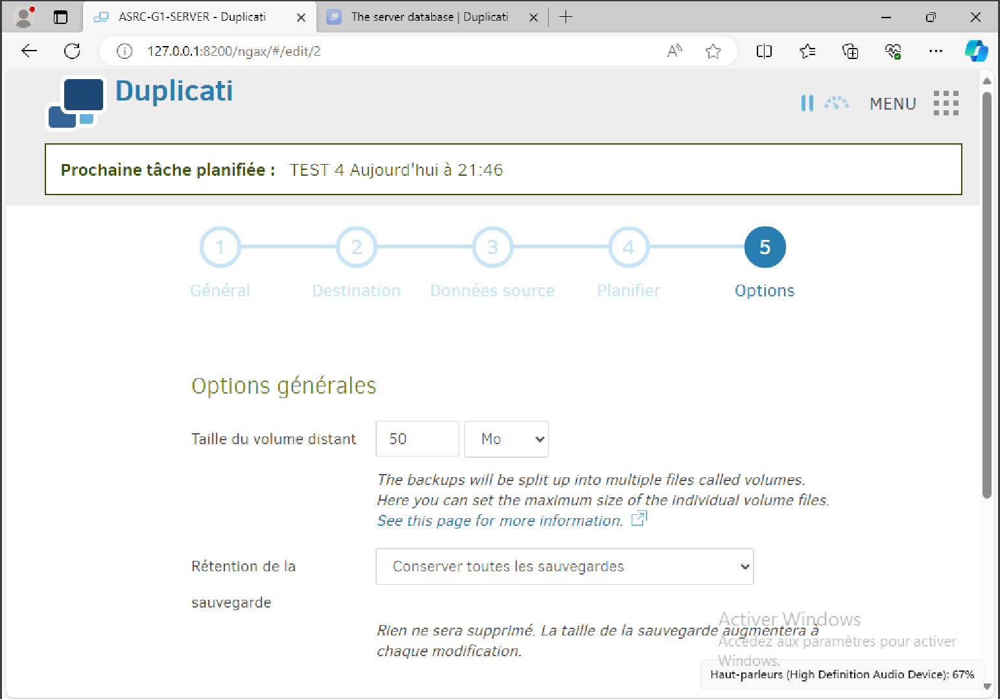 ASRC-G1-SERVER - Duplicati
The server database | Duplicati
127.0.0.1:8200/ngax/#/edit/2
Duplicati
MENU
Prochaine tâche planifiée : TEST 4 Aujourd'hui à 21:46
1 2 3 4 5
Général Destination Données source Planifier Options
Options générales
Taille du volume distant 50 Mo
The backups will be split up into multiple files called volumes.
Here you can set the maximum size of the individual volume files.
See this page for more information.
Rétention de la
sauvegarde
Conserver toutes les sauvegardes
Rien ne sera supprimé. La taille de la sauvegarde augmentera à
chaque modification.
Activer Windows
Accédez aux paramètres pour activer
Windows.
Haut-parleurs (High Definition Audio Device): 67%